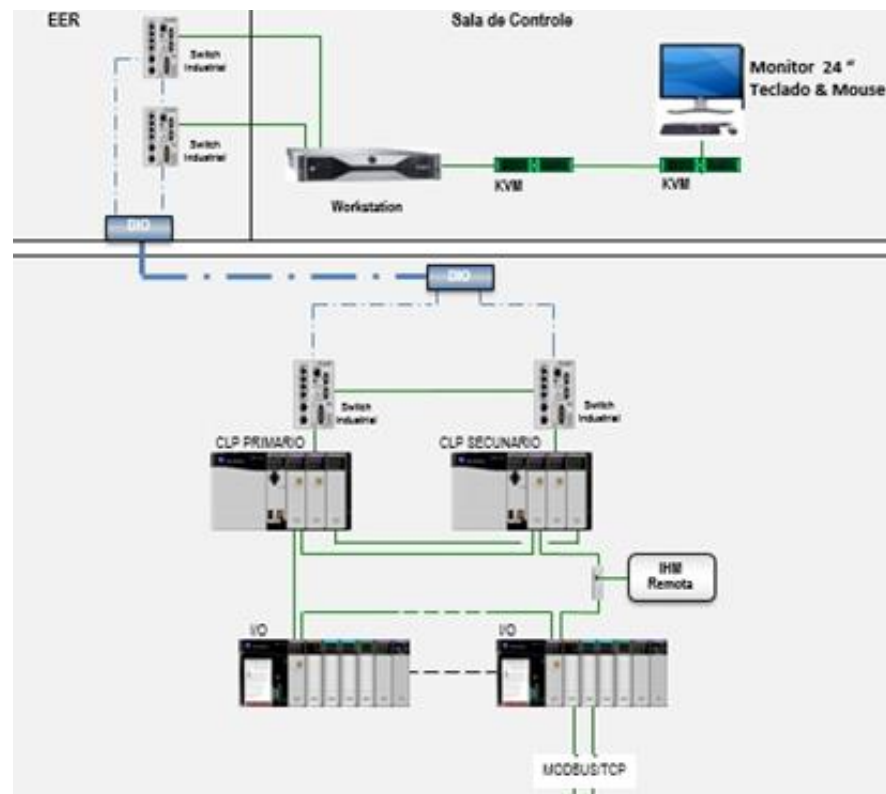 EER
Sala de Controle
Switch
Industrial
Monitor 24 "
Teclado & Mouse
Switch
Industrial
KVM
KVM
Workstation
DIO
DIO
Switch
Industrial
Switch
Industrial
CLP PRIMARIO
CLP SECUNARIO
IHM
Remota
I/O
I/O
MODBUS/TCP